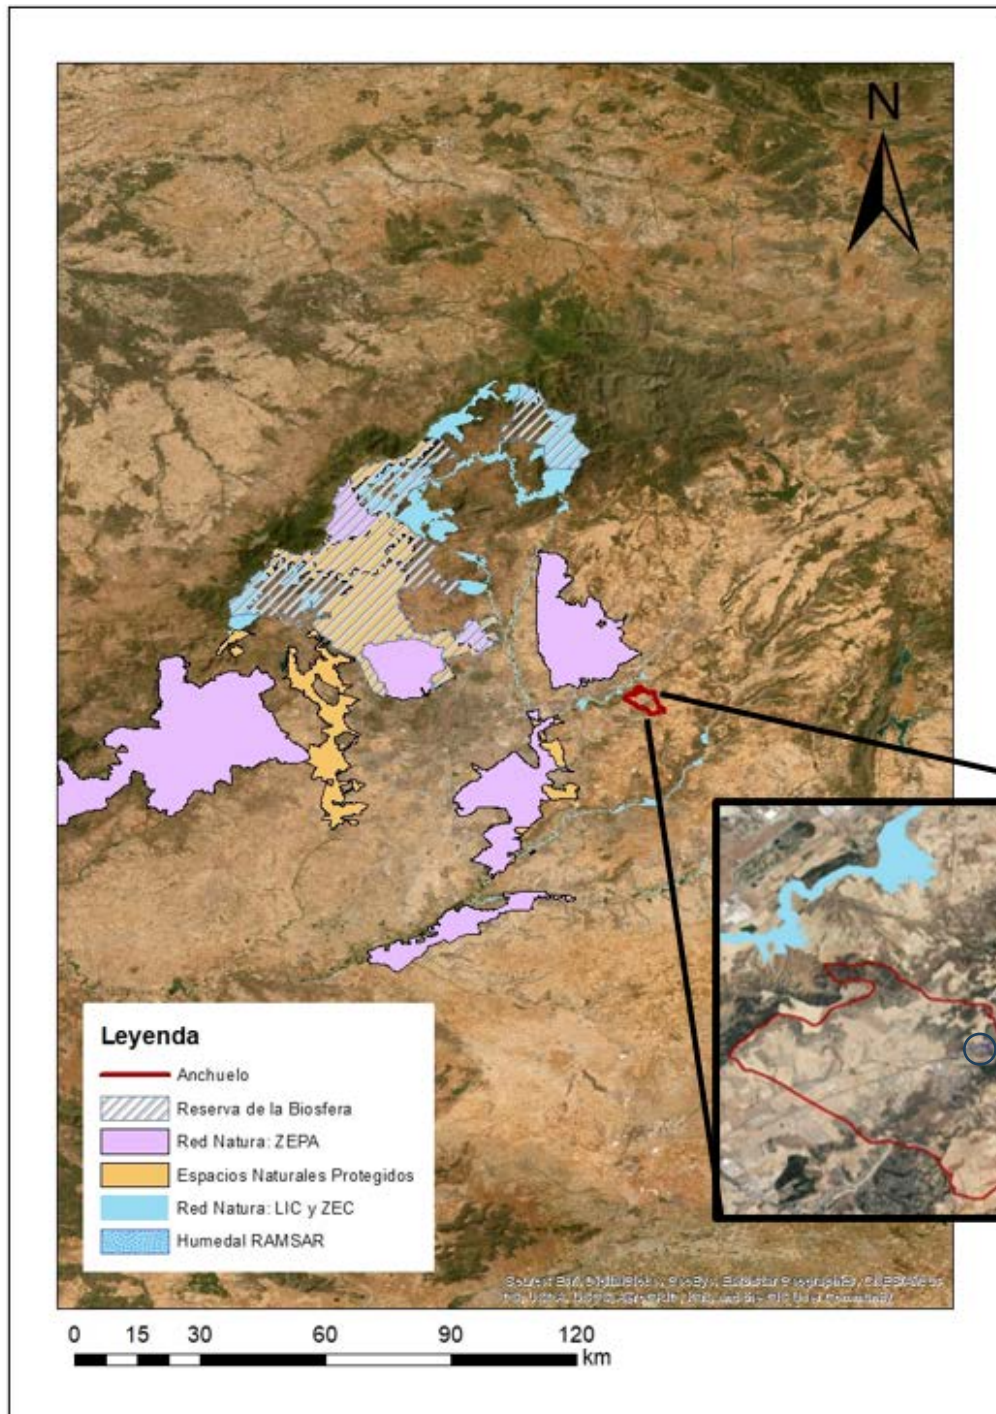 N
Leyenda
Anchuelo
Reserva de la Biosfera
Red Natura: ZEPA
Espacios Naturales Protegidos
Red Natura: LIC y ZEC
Humedal RAMSAR
0 15 30 60 90 120
km